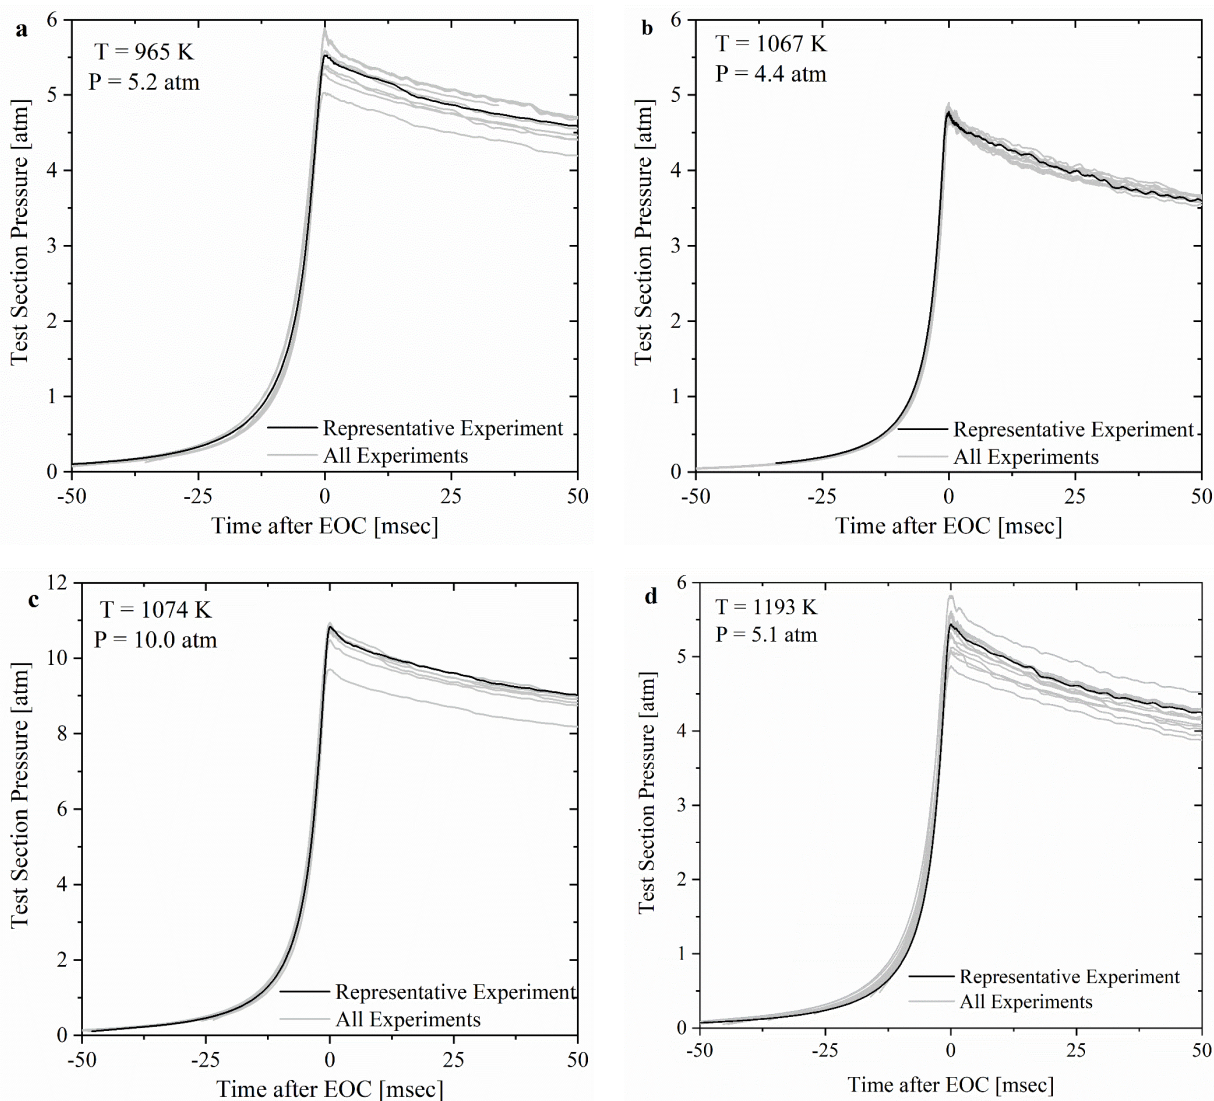 a
T = 965 K
P = 5.2 atm
6
5
4
3
2
1
0
Test Section Pressure [atm]
Representative Experiment
All Experiments
-50
-25
0
25
50
Time after EOC [msec]
b
T = 1067 K
P = 4.4 atm
6
5
4
3
2
1
0
Test Section Pressure [atm]
Representative Experiment
All Experiments
-50
-25
0
25
50
Time after EOC [msec]
c
T = 1074 K
P = 10.0 atm
12
10
8
6
4
2
0
Test Section Pressure [atm]
Representative Experiment
All Experiments
-50
-25
0
25
50
Time after EOC [msec]
d
T = 1193 K
P = 5.1 atm
6
5
4
3
2
1
0
Test Section Pressure [atm]
Representative Experiment
All Experiments
-50
-25
0
25
50
Time after EOC [msec]